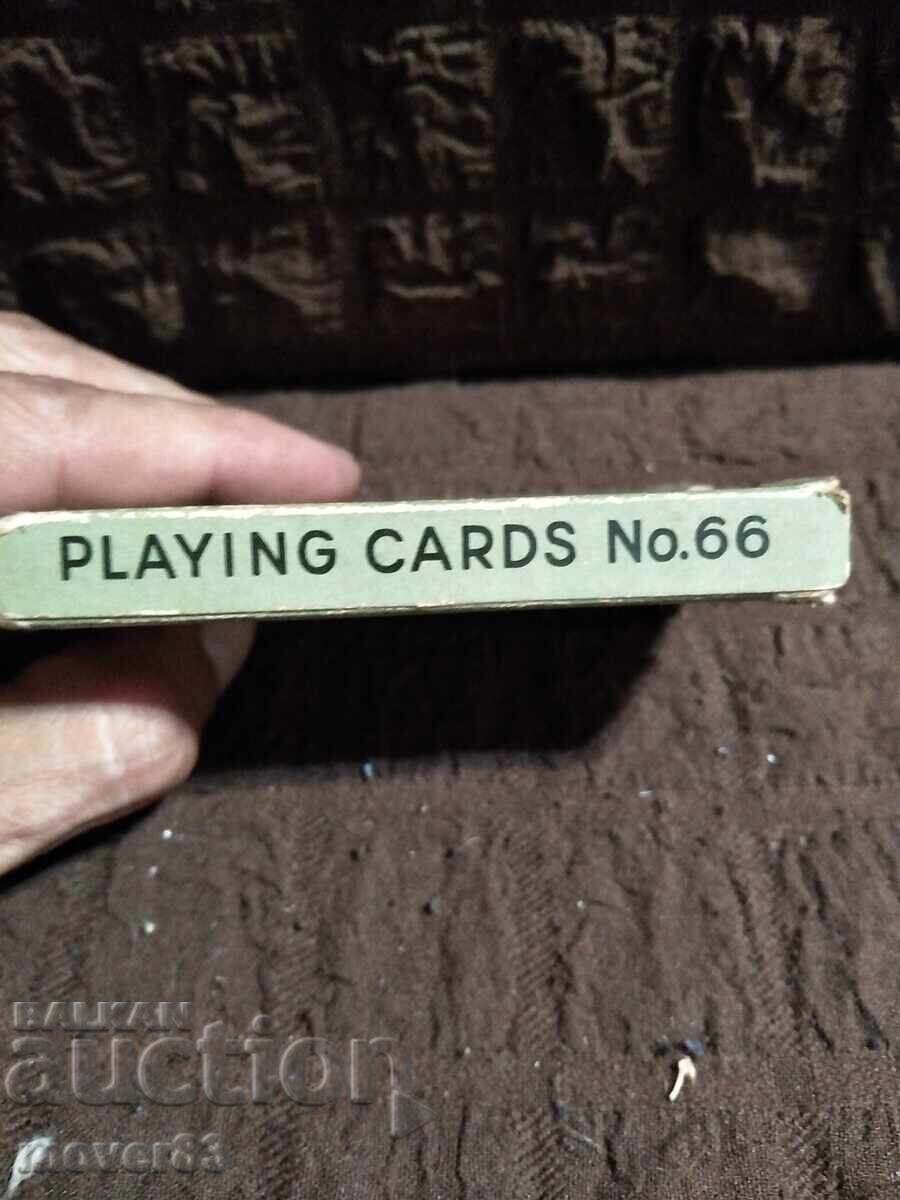 PLAYING CARDS No.66
BALKAN
auction
mover83